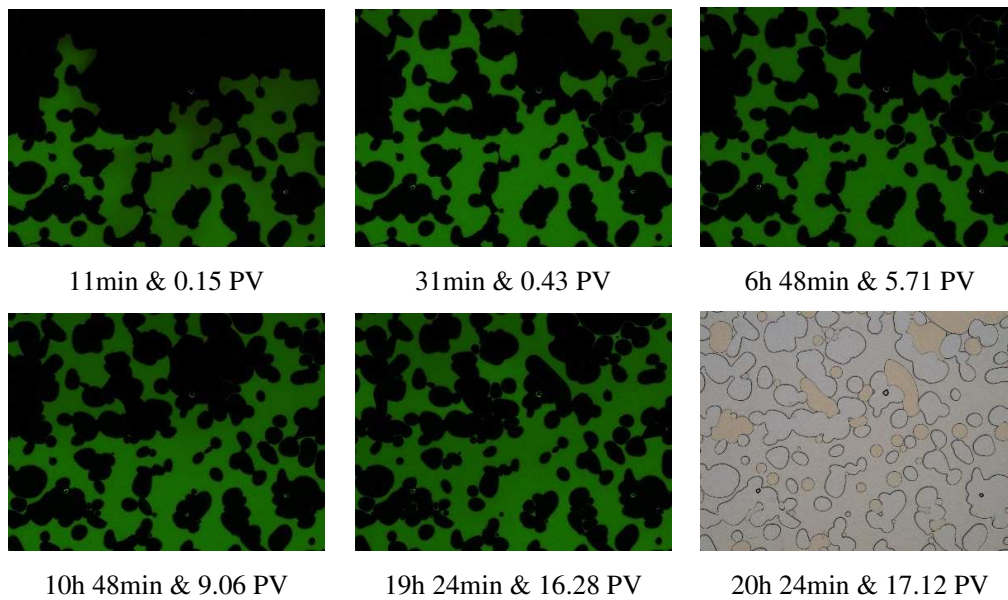 11min & 0.15 PV
31min & 0.43 PV
6h 48min & 5.71 PV
10h 48min & 9.06 PV
19h 24min & 16.28 PV
20h 24min & 17.12 PV